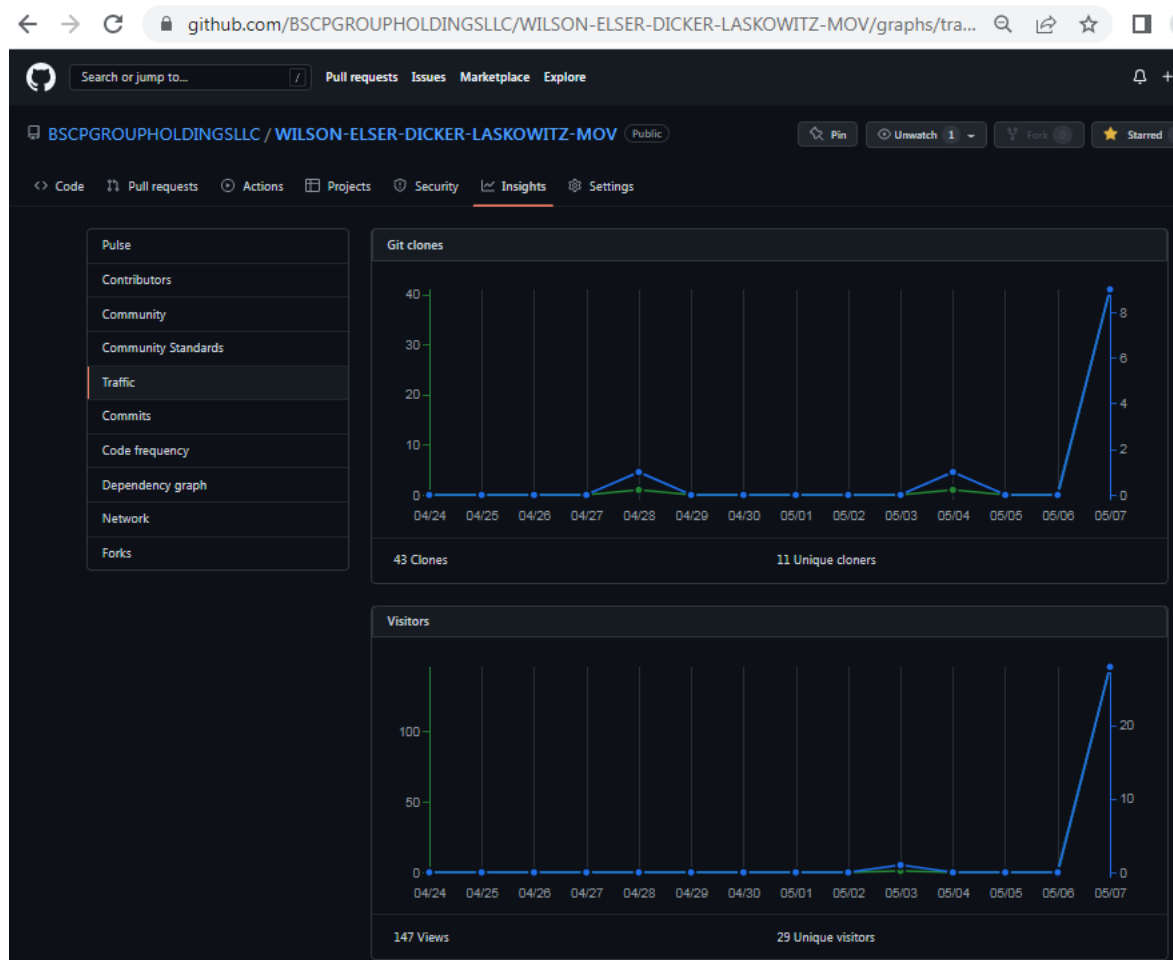 github.com/BSCPGROUPHOLDINGSLLC/WILSON-ELSER-DICKER-LASKOWITZ-MOV/graphs/tra...
Search or jump to... / Pull requests Issues Marketplace Explore
BSCPGROUPHOLDINGSLLC / WILSON-ELSER-DICKER-LASKOWITZ-MOV Public Pin Unwatch 1 Fork 0 Starred
Code Pull requests Actions Projects Security Insights Settings
Pulse
Contributors
Community
Community Standards
Traffic
Commits
Code frequency
Dependency graph
Network
Forks
Git clones
40
30
20
10
0
8
6
4
2
0
04/24 04/25 04/26 04/27 04/28 04/29 04/30 05/01 05/02 05/03 05/04 05/05 05/06 05/07
43 Clones 11 Unique cloners
Visitors
100
50
0
20
10
0
04/24 04/25 04/26 04/27 04/28 04/29 04/30 05/01 05/02 05/03 05/04 05/05 05/06 05/07
147 Views 29 Unique visitors